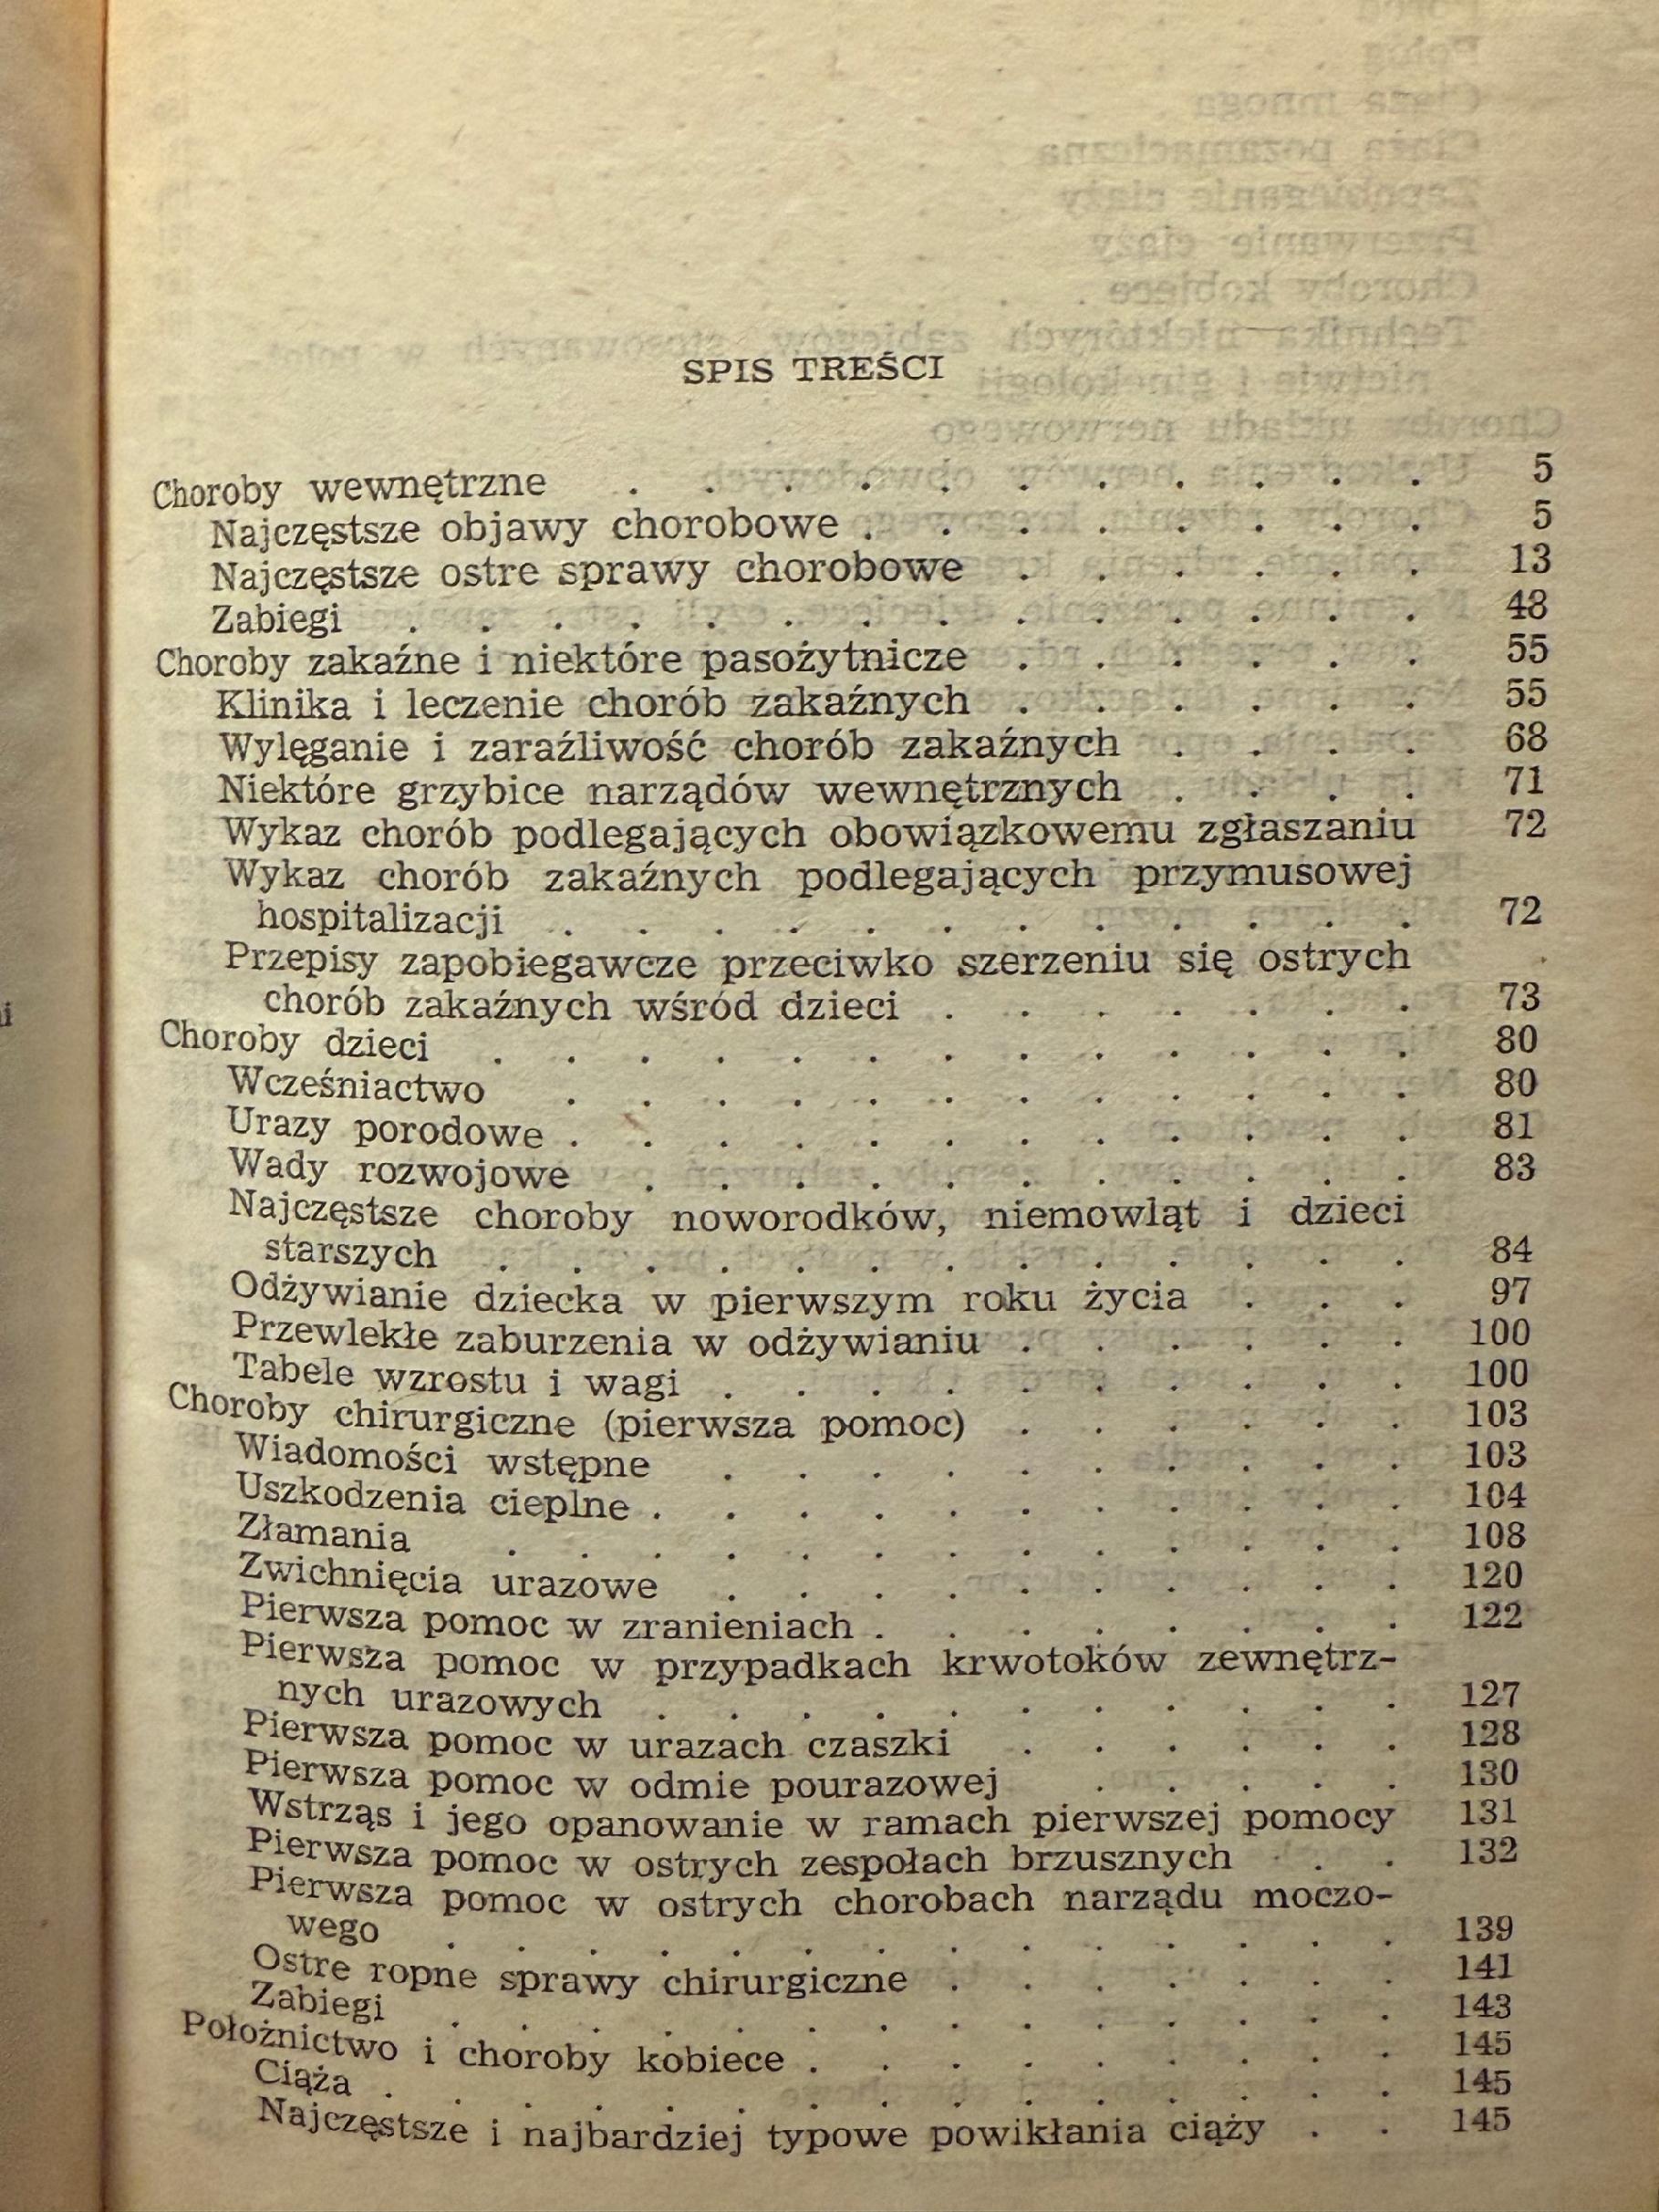 SPIS TREŚCI
Choroby wewnętrzne . . . . . . . . . . . 5
Najczęstsze objawy chorobowe . . . . . . . . 5
Najczęstsze ostre sprawy chorobowe . . . . . . 13
Zabiegi . . . . . . . . . . . . . . 48
Choroby zakaźne i niektóre pasożytnicze . . . . . . 55
Klinika i leczenie chorób zakaźnych . . . . . . 55
Wylęganie i zaraźliwość chorób zakaźnych . . . . 68
Niektóre grzybice narządów wewnętrznych . . . . 71
Wykaz chorób podlegających obowiązkowemu zgłaszaniu 72
Wykaz chorób zakaźnych podlegających przymusowej
hospitalizacji . . . . . . . . . . . . 72
Przepisy zapobiegawcze przeciwko szerzeniu się ostrych
chorób zakaźnych wśród dzieci . . . . . . . 73
Choroby dzieci . . . . . . . . . . . . . 80
Wcześniactwo . . . . . . . . . . . . 80
Urazy porodowe . . . . . . . . . . . . 81
Wady rozwojowe . . . . . . . . . . . 83
Najczęstsze choroby noworodków, niemowląt i dzieci
starszych . . . . . . . . . . . . . 84
Odżywianie dziecka w pierwszym roku życia . . . 97
Przewlekłe zaburzenia w odżywianiu . . . . . . 100
Tabele wzrostu i wagi . . . . . . . . . . 100
Choroby chirurgiczne (pierwsza pomoc) . . . . . . 103
Wiadomości wstępne . . . . . . . . . . 103
Uszkodzenia cieplne . . . . . . . . . . . 104
Złamania . . . . . . . . . . . . . 108
Zwichnięcia urazowe . . . . . . . . . . 120
Pierwsza pomoc w zranieniach . . . . . . . . 122
Pierwsza pomoc w przypadkach krwotoków zewnętrz-
nych urazowych . . . . . . . . . . . 127
Pierwsza pomoc w urazach czaszki . . . . . . 128
Pierwsza pomoc w odmie pourazowej . . . . . 130
Wstrząs i jego opanowanie w ramach pierwszej pomocy 131
Pierwsza pomoc w ostrych zespołach brzusznych . . 132
Pierwsza pomoc w ostrych chorobach narządu moczo-
wego . . . . . . . . . . . . . . 139
Ostre ropne sprawy chirurgiczne . . . . . . . 141
Zabiegi . . . . . . . . . . . . . . 143
Położnictwo i choroby kobiece . . . . . . . . . 145
Ciąża . . . . . . . . . . . . . . . 145
Najczęstsze i najbardziej typowe powikłania ciąży . . 145